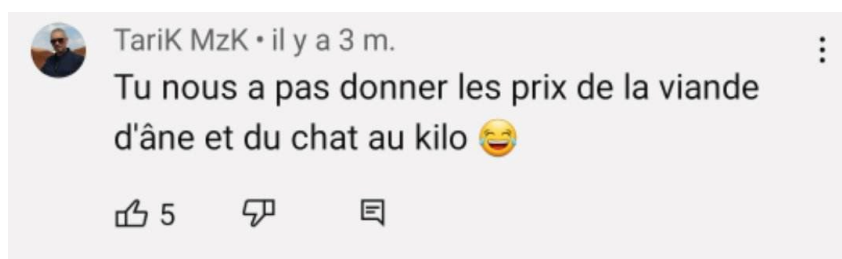 TariK MzK • il y a 3 m.
Tu nous a pas donner les prix de la viande
d'âne et du chat au kilo 😂
5